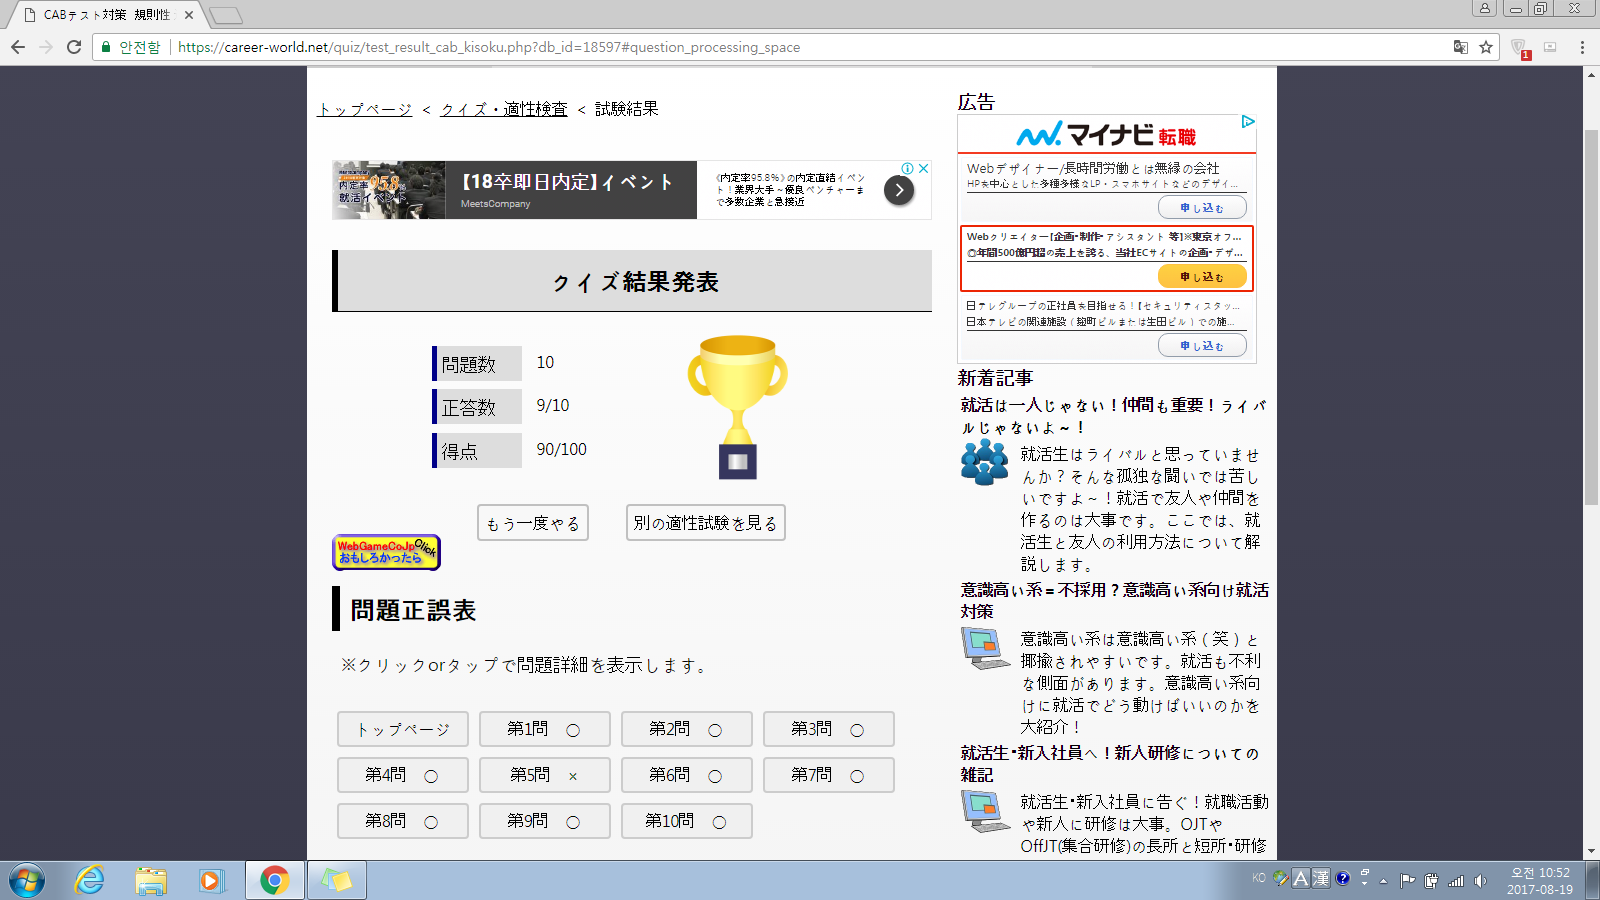 CABテスト対策 規則性
안전함 https://career-world.net/quiz/test_result_cab_kisoku.php?db_id=18597#question_processing_space
1
トップページ < クイズ・適性検査 < 試験結果
内定率95.8%
就活イベント
【18卒即日内定】イベント
MeetsCompany
《内定率95.8%》の内定直結イベン
ト！業界大手～優良ベンチャーま
で多数企業と急接近
クイズ結果発表
問題数 10
正答数 9/10
得点 90/100
もう一度やる 別の適性試験を見る
WebGameCoJp Click
おもしろかったら
問題正誤表
※クリックorタップで問題詳細を表示します。
トップページ 第1問 ○ 第2問 ○ 第3問 ○
第4問 ○ 第5問 × 第6問 ○ 第7問 ○
第8問 ○ 第9問 ○ 第10問 ○
広告
マイナビ転職
Webデザイナー/長時間労働とは無縁の会社
HPを中心とした多種多様なLP・スマホサイトなどのデザイ...
申し込む
Webクリエイター[企画・制作・アシスタント 等]※東京オフ...
◎年間500億円超の売上を誇る、当社ECサイトの企画・デザ...
申し込む
日テレグループの正社員を目指せる！【セキュリティスタッ...
日本テレビの関連施設（麹町ビルまたは生田ビル）での施...
申し込む
新着記事
就活は一人じゃない！仲間も重要！ライバ
ルじゃないよ～！
就活生はライバルと思っていませ
んか？そんな孤独な闘いでは苦し
いですよ～！就活で友人や仲間を
作るのは大事です。ここでは、就
活生と友人の利用方法について解
説します。
意識高い系＝不採用？意識高い系向け就活
対策
意識高い系は意識高い系（笑）と
揶揄されやすいです。就活も不利
な側面があります。意識高い系向
けに就活でどう動けばいいのかを
大紹介！
就活生・新入社員へ！新人研修についての
雑記
就活生・新入社員に告ぐ！就職活動
や新人に研修は大事。OJTや
OffJT(集合研修)の長所と短所・研修
KO A 漢
오전 10:52
2017-08-19